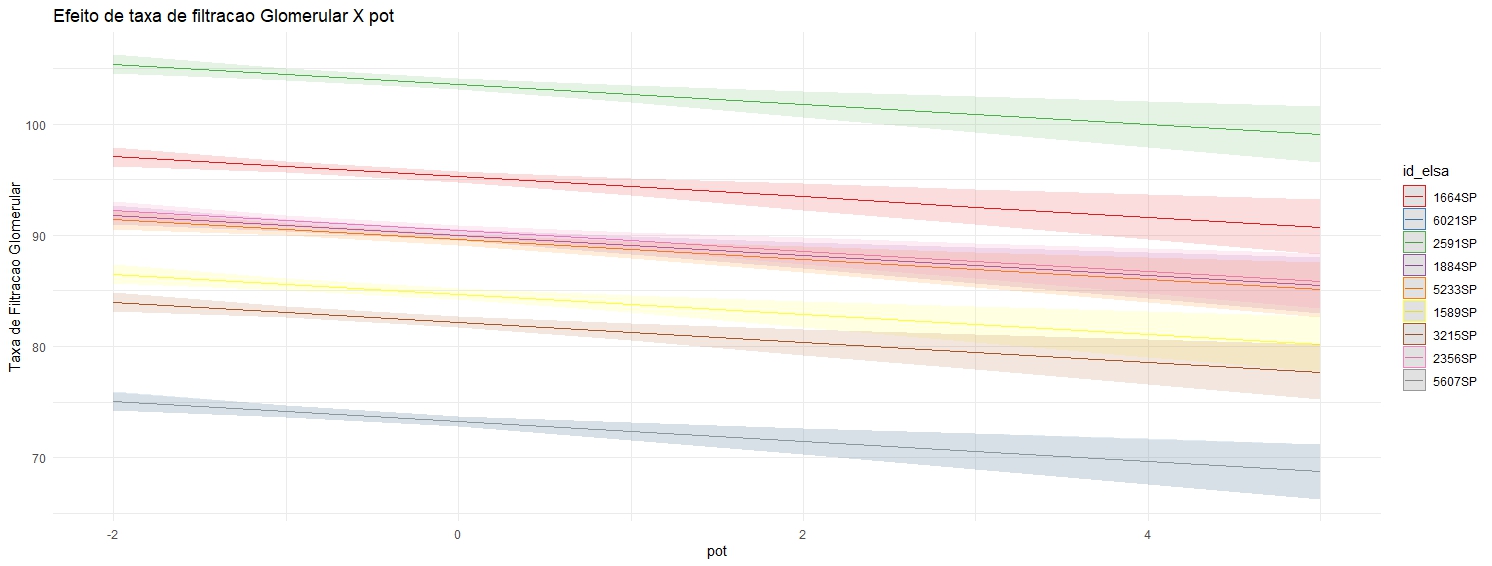 Efeito de taxa de filtracao Glomerular X pot
Taxa de Filtracao Glomerular
100
90
80
70
-2
0
2
4
pot
id_elsa
1664SP
6021SP
2591SP
1884SP
5233SP
1589SP
3215SP
2356SP
5607SP